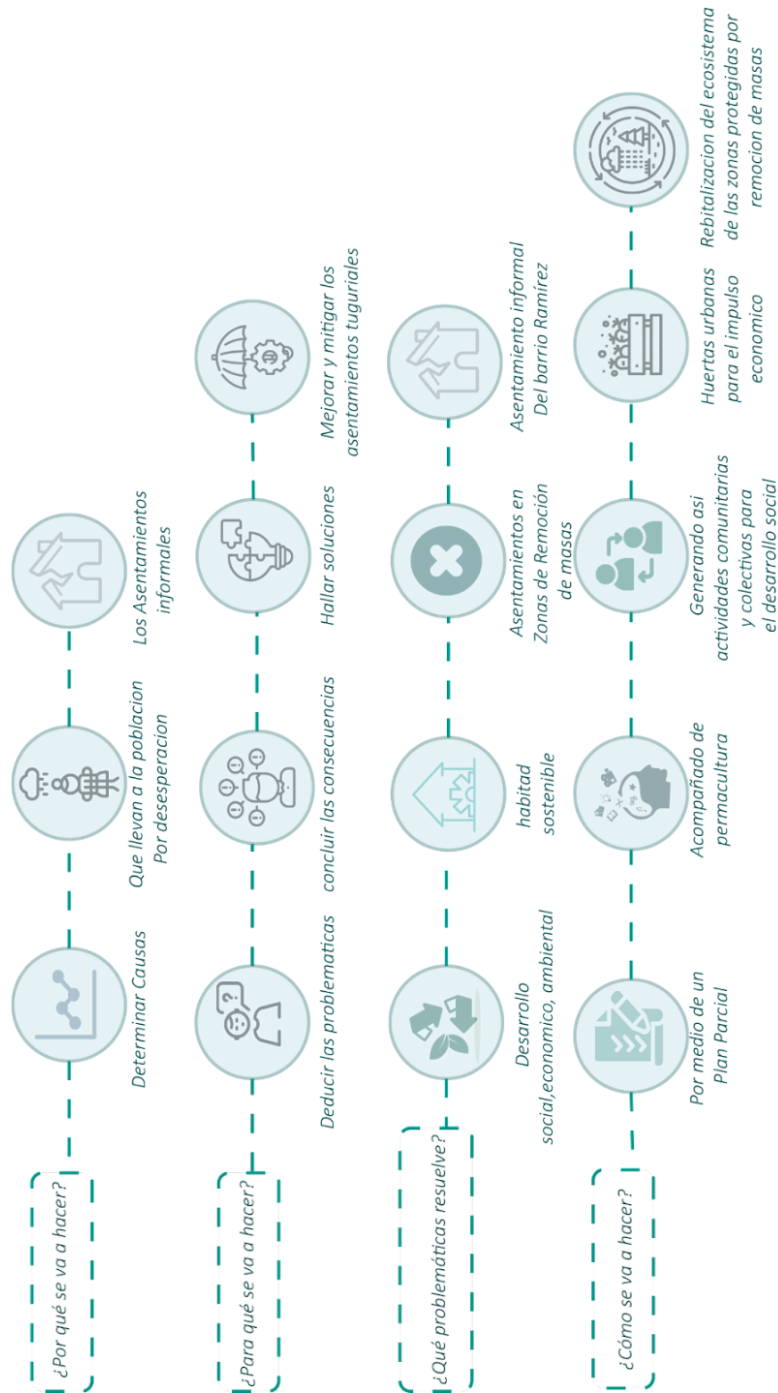 ¿Por qué se va a hacer?
Determinar Causas
Que llevan a la poblacion
Por desesperacion
Los Asentamientos
informales
¿Para qué se va a hacer?
Deducir las problematicas
concluir las consecuencias
Hallar soluciones
Mejorar y mitigar los
asentamientos tuguriales
¿Qué problemáticas resuelve?
Desarrollo
social,economico, ambiental
habitad
sostenible
Asentamientos en
Zonas de Remoción
de masas
Asentamiento informal
Del barrio Ramírez
¿Cómo se va a hacer?
Por medio de un
Plan Parcial
Acompañado de
permacultura
Generando asi
actividades comunitarias
y colectivas para
el desarrollo social
Huertas urbanas
para el impulso
economico
Rebitalizacion del ecosistema
de las zonas protegidas por
remocion de masas